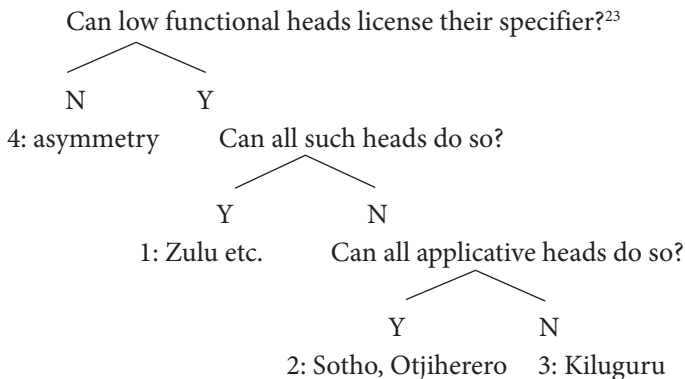 Can low functional heads license their specifier?²³
N Y
4: asymmetry Can all such heads do so?
Y N
1: Zulu etc. Can all applicative heads do so?
Y N
2: Sotho, Otjiherero 3: Kiluguru